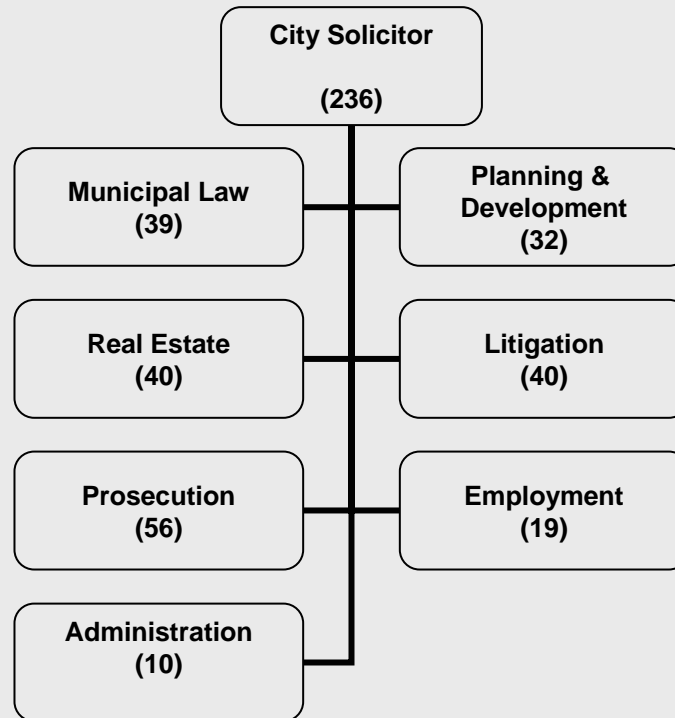 City Solicitor
(236)
Municipal Law
(39)
Planning &
Development
(32)
Real Estate
(40)
Litigation
(40)
Prosecution
(56)
Employment
(19)
Administration
(10)